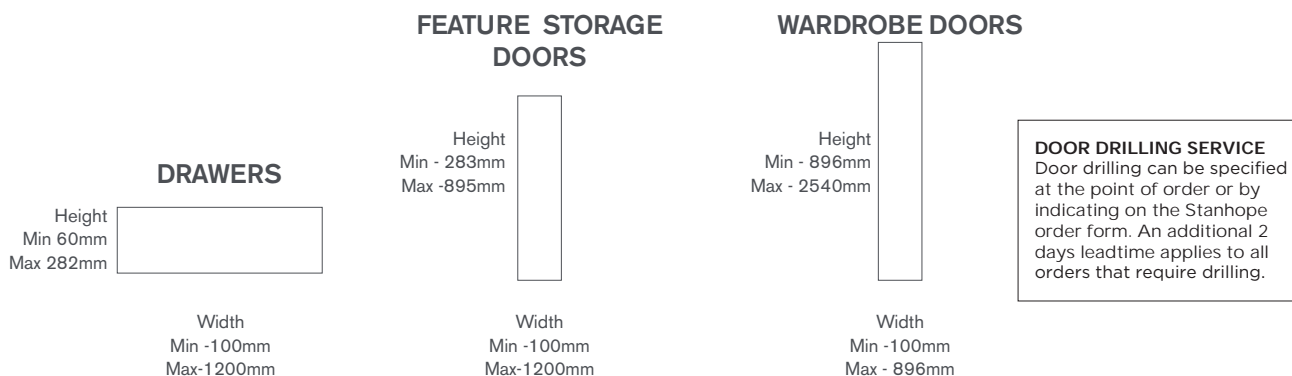 DRAWERS
Height
Min 60mm
Max 282mm
Width
Min -100mm
Max-1200mm
FEATURE STORAGE
DOORS
Height
Min - 283mm
Max -895mm
Width
Min -100mm
Max-1200mm
WARDROBE DOORS
Height
Min - 896mm
Max - 2540mm
Width
Min -100mm
Max - 896mm
DOOR DRILLING SERVICE
Door drilling can be specified
at the point of order or by
indicating on the Stanhope
order form. An additional 2
days leadtime applies to all
orders that require drilling.